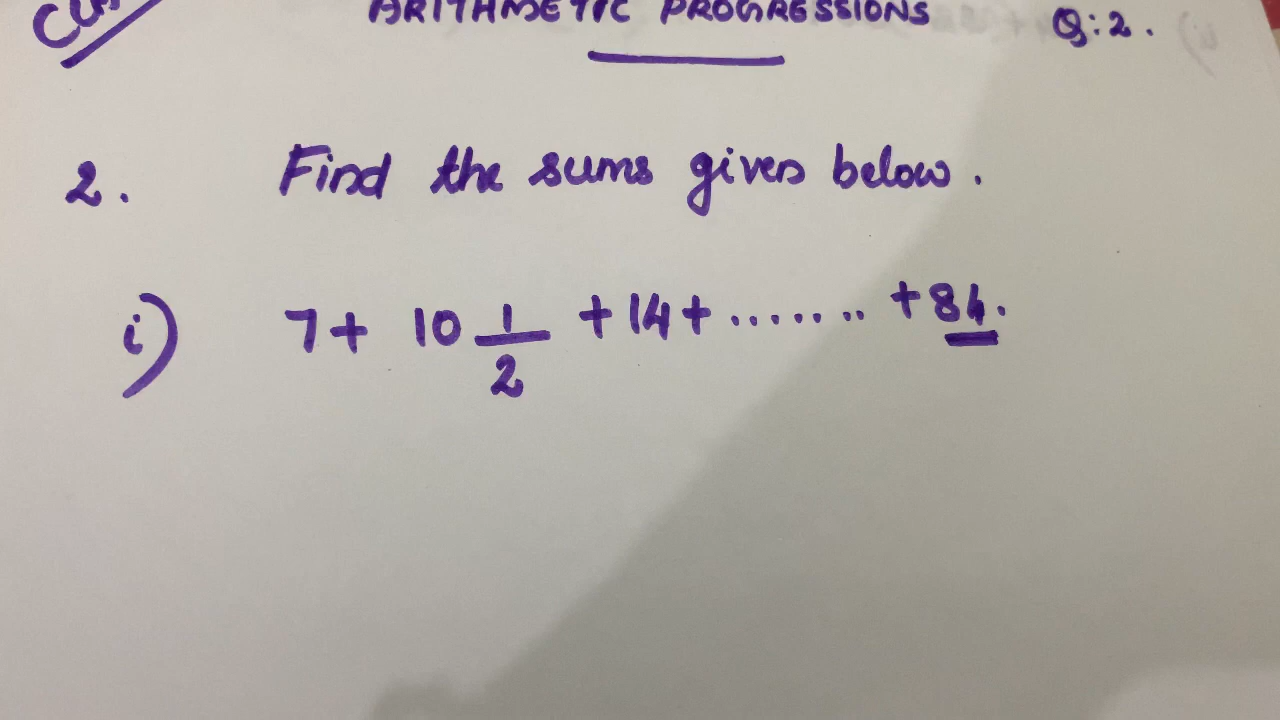 ARITHMETIC PROGRESSIONS Q:2.
2. Find the sums given below.
i) 7+ 10 1/2 +14+ ........ +84.